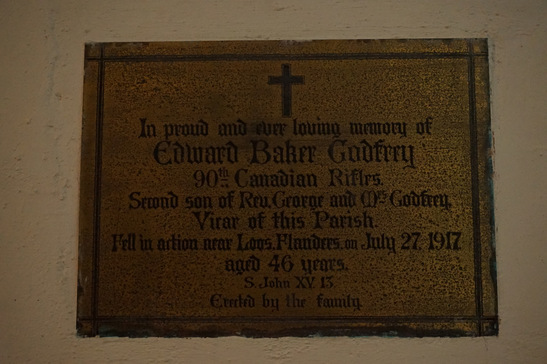 In proud and ever loving memory of
Edward Baker Godfrey
90th Canadian Rifles.
Second son of Rev. George and Mrs Godfrey,
Vicar of this Parish.
Fell in action near Loos, Flanders, on July 27, 1917
aged 46 years.
S. John XV 13.
Erected by the family.